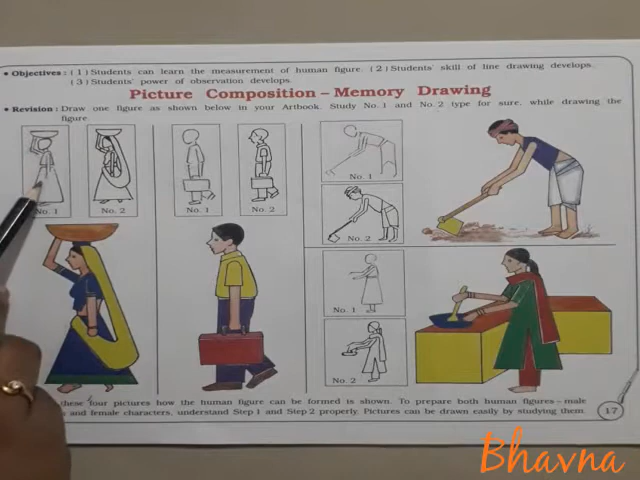 • Objectives : (1) Students can learn the measurement of human figure. (2) Students' skill of line drawing develops.
(3) Students' power of observation develops.
Picture Composition – Memory Drawing
• Revision : Draw one figure as shown below in your Artbook. Study No. 1 and No. 2 type for sure, while drawing the
figure.
No. 1
No. 2
No. 1
No. 2
No. 1
No. 2
No. 1
No. 2
these four pictures how the human figure can be formed is shown. To prepare both human figures – male
and female characters, understand Step 1 and Step 2 properly. Pictures can be drawn easily by studying them.
17
Bhavna